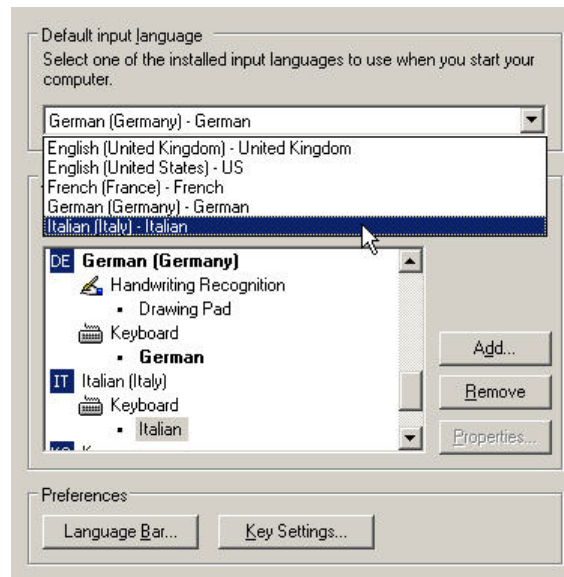 Default input language
Select one of the installed input languages to use when you start your
computer.
German (Germany) - German
English (United Kingdom) - United Kingdom
English (United States) - US
French (France) - French
German (Germany) - German
Italian (Italy) - Italian
DE German (Germany)
Handwriting Recognition
• Drawing Pad
Keyboard
• German
IT Italian (Italy)
Keyboard
• Italian
Add...
Remove
Properties...
Preferences
Language Bar...
Key Settings...